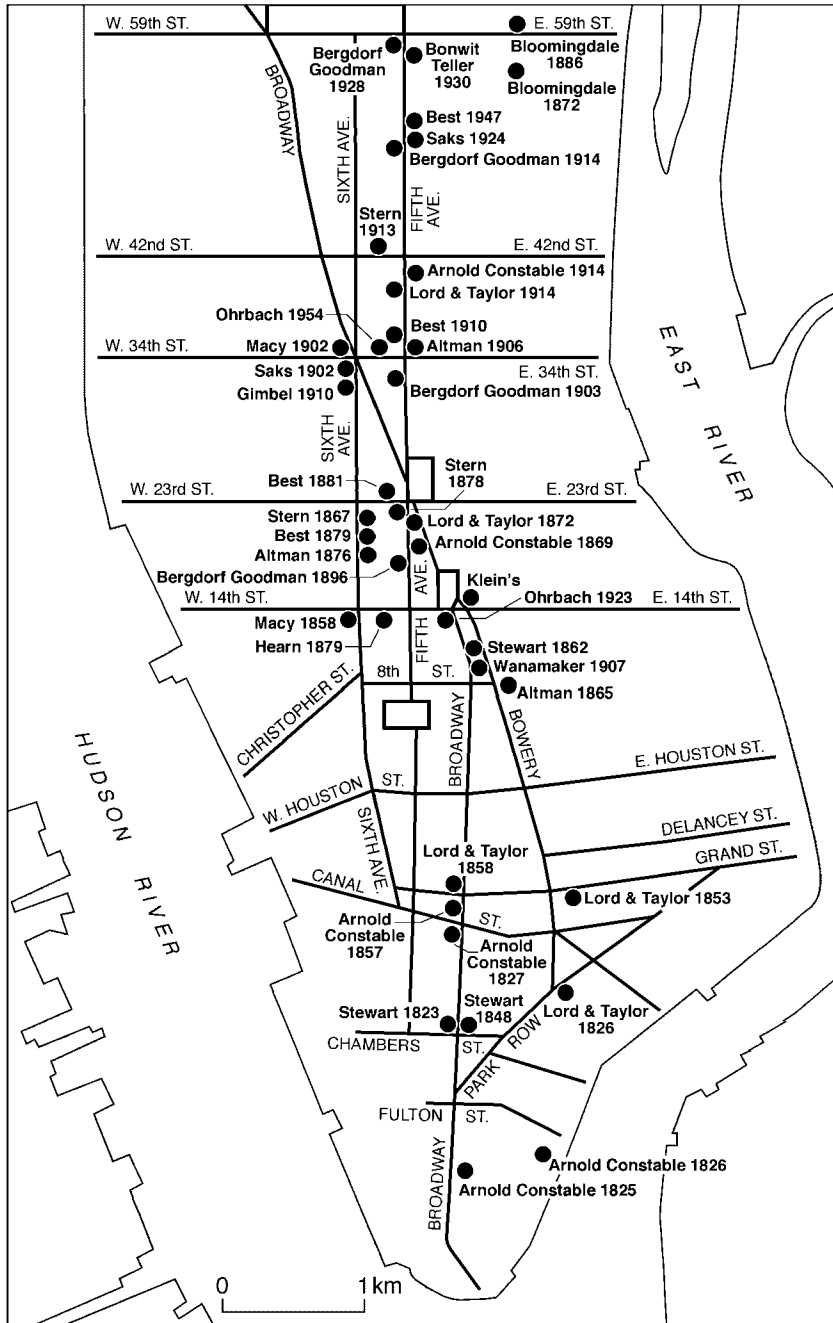 W. 59th ST.
E. 59th ST.
BROADWAY
Bergdorf
Goodman
1928
Bonwit
Teller
1930
Bloomingdale
1886
Bloomingdale
1872
SIXTH AVE.
Best 1947
Saks 1924
Bergdorf Goodman 1914
FIFTH
AVE.
Stern
1913
W. 42nd ST.
E. 42nd ST.
Arnold Constable 1914
Lord & Taylor 1914
Ohrbach 1954
Best 1910
W. 34th ST.
Macy 1902
Altman 1906
Saks 1902
E. 34th ST.
Gimbel 1910
Bergdorf Goodman 1903
EAST RIVER
SIXTH
AVE.
Stern
1878
Best 1881
W. 23rd ST.
E. 23rd ST.
Stern 1867
Lord & Taylor 1872
Best 1879
Arnold Constable 1869
Altman 1876
Bergdorf Goodman 1896
FIFTH
AVE.
Klein's
W. 14th ST.
Ohrbach 1923
E. 14th ST.
Macy 1858
Hearn 1879
Stewart 1862
Wanamaker 1907
8th
ST.
Altman 1865
CHRISTOPHER ST.
BROADWAY
BOWERY
HUDSON
RIVER
W. HOUSTON
ST.
E. HOUSTON ST.
SIXTH AVE.
DELANCEY ST.
Lord & Taylor
1858
GRAND ST.
CANAL
ST.
Lord & Taylor 1853
Arnold
Constable
1857
Arnold
Constable
1827
Stewart 1823
Stewart
1848
Lord & Taylor
1826
CHAMBERS
ST.
PARK
ROW
FULTON
ST.
BROADWAY
Arnold Constable 1826
Arnold Constable 1825
0
1km